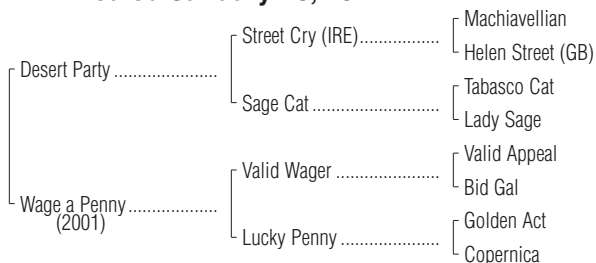 Machiavellian
Street Cry (IRE)....................
Helen Street (GB)
Desert Party .........................
Tabasco Cat
Sage Cat ...............................
Lady Sage
Valid Appeal
Valid Wager .........................
Bid Gal
Wage a Penny......................
(2001)
Golden Act
Lucky Penny ........................
Copernica